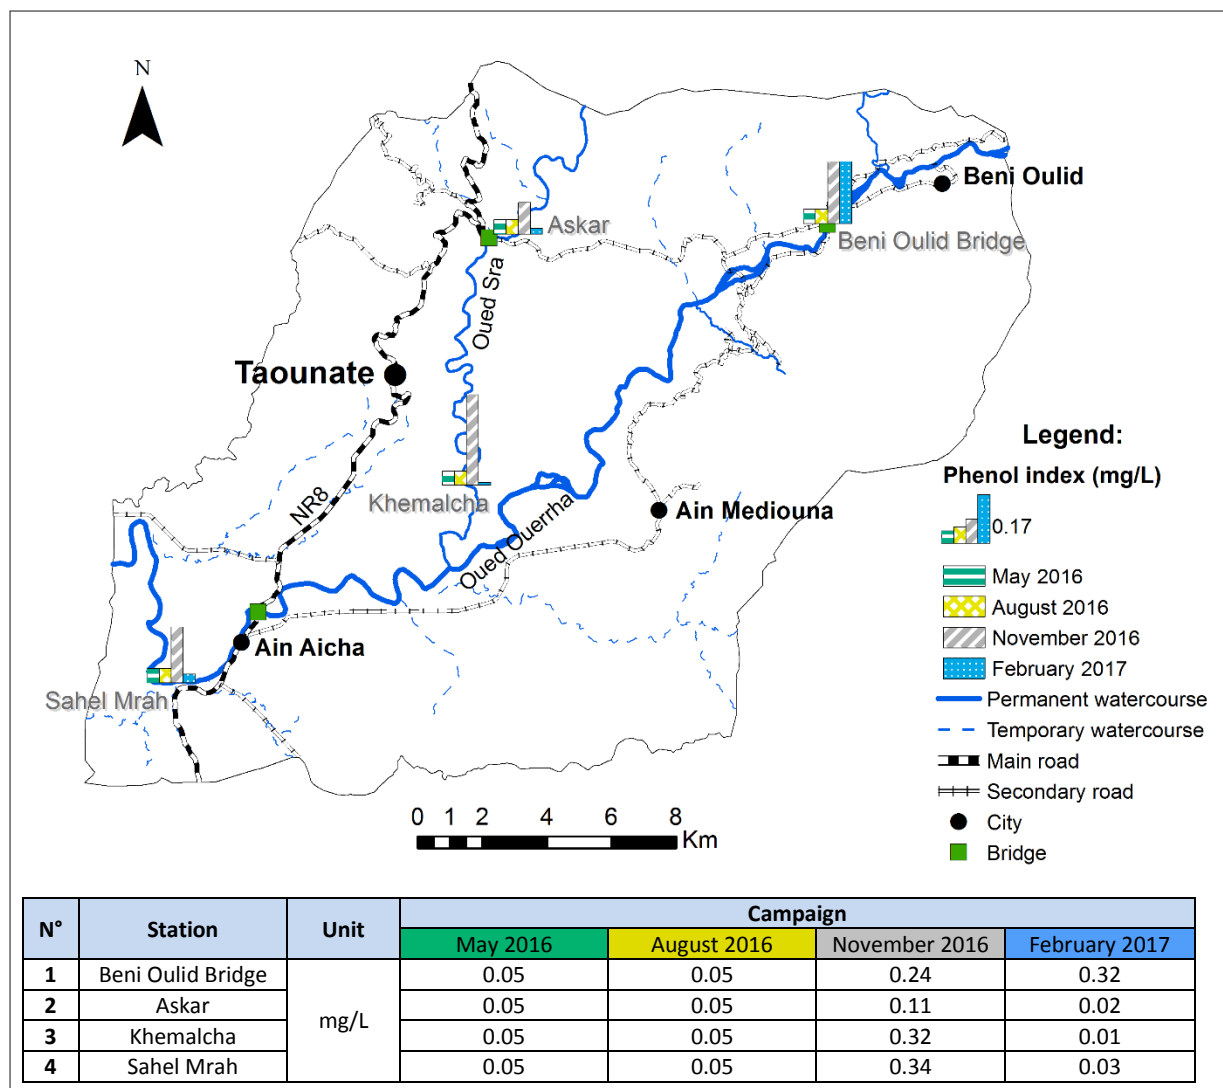 N
Beni Oulid
Askar
Beni Oulid Bridge
Oued Sra
Taounate
Legend:
Phenol index (mg/L)
Khemalcha
NR8
Ain Mediouna
0.17
Oued Ouerrha
May 2016
August 2016
Ain Aicha
November 2016
February 2017
Sahel Mrah
Permanent watercourse
Temporary watercourse
Main road
Secondary road
0 1 2 4 6 8
Km
City
Bridge
N° Station Unit Campaign
May 2016 August 2016 November 2016 February 2017
1 Beni Oulid Bridge mg/L 0.05 0.05 0.24 0.32
2 Askar 0.05 0.05 0.11 0.02
3 Khemalcha 0.05 0.05 0.32 0.01
4 Sahel Mrah 0.05 0.05 0.34 0.03